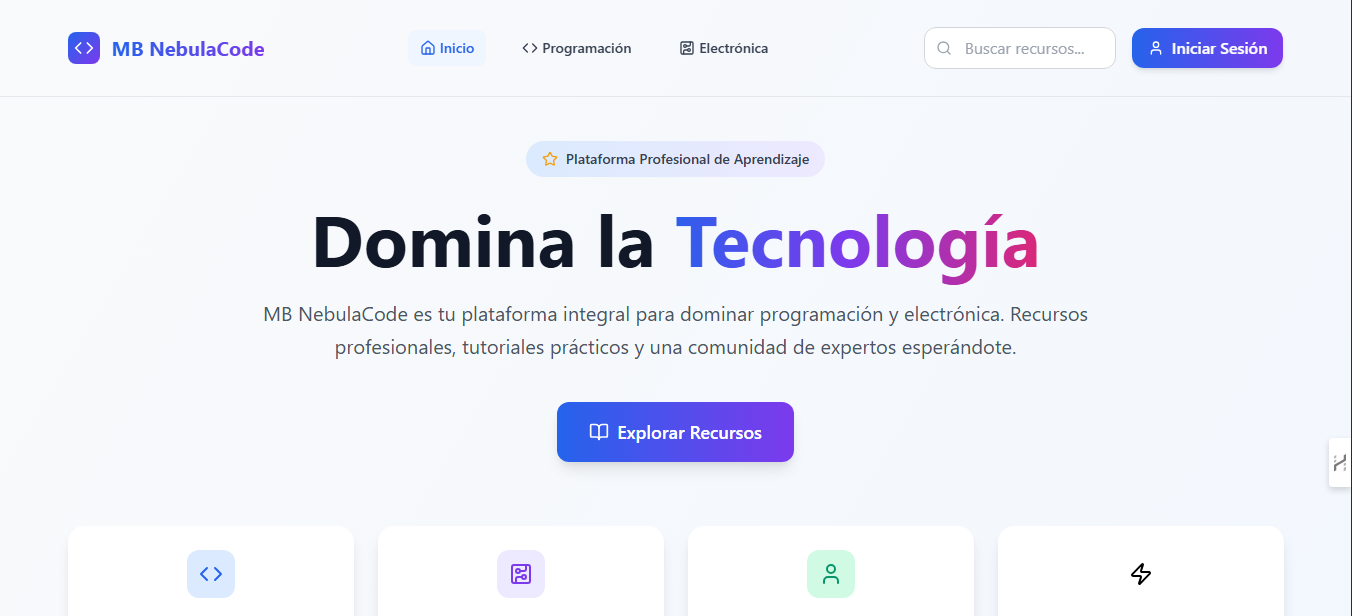 MB NebulaCode
Inicio
Programación
Electrónica
Buscar recursos...
Iniciar Sesión
Plataforma Profesional de Aprendizaje
Domina la Tecnología
MB NebulaCode es tu plataforma integral para dominar programación y electrónica. Recursos
profesionales, tutoriales prácticos y una comunidad de expertos esperándote.
Explorar Recursos